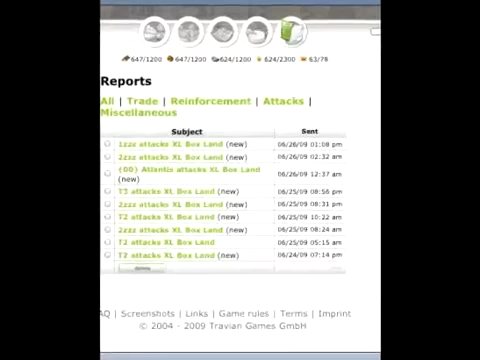 647/1200 647/1200 624/1200 624/2300 63/78
Reports
All | Trade | Reinforcement | Attacks |
Miscellaneous
Subject Sent
1zzz attacks XL Box Land (new) 06/26/09 01:08 pm
2zzz attacks XL Box Land (new) 06/26/09 02:32 am
(00) Atlantis attacks XL Box Land
(new) 06/26/09 12:37 am
T3 attacks XL Box Land (new) 06/25/09 08:56 pm
2zzz attacks XL Box Land (new) 06/25/09 08:31 pm
T2 attacks XL Box Land (new) 06/25/09 10:22 am
2zzz attacks XL Box Land (new) 06/25/09 08:24 am
T2 attacks XL Box Land 06/25/09 05:15 am
T2 attacks XL Box Land (new) 06/24/09 07:14 pm
AQ | Screenshots | Links | Game rules | Terms | Imprint
© 2004 - 2009 Travian Games GmbH